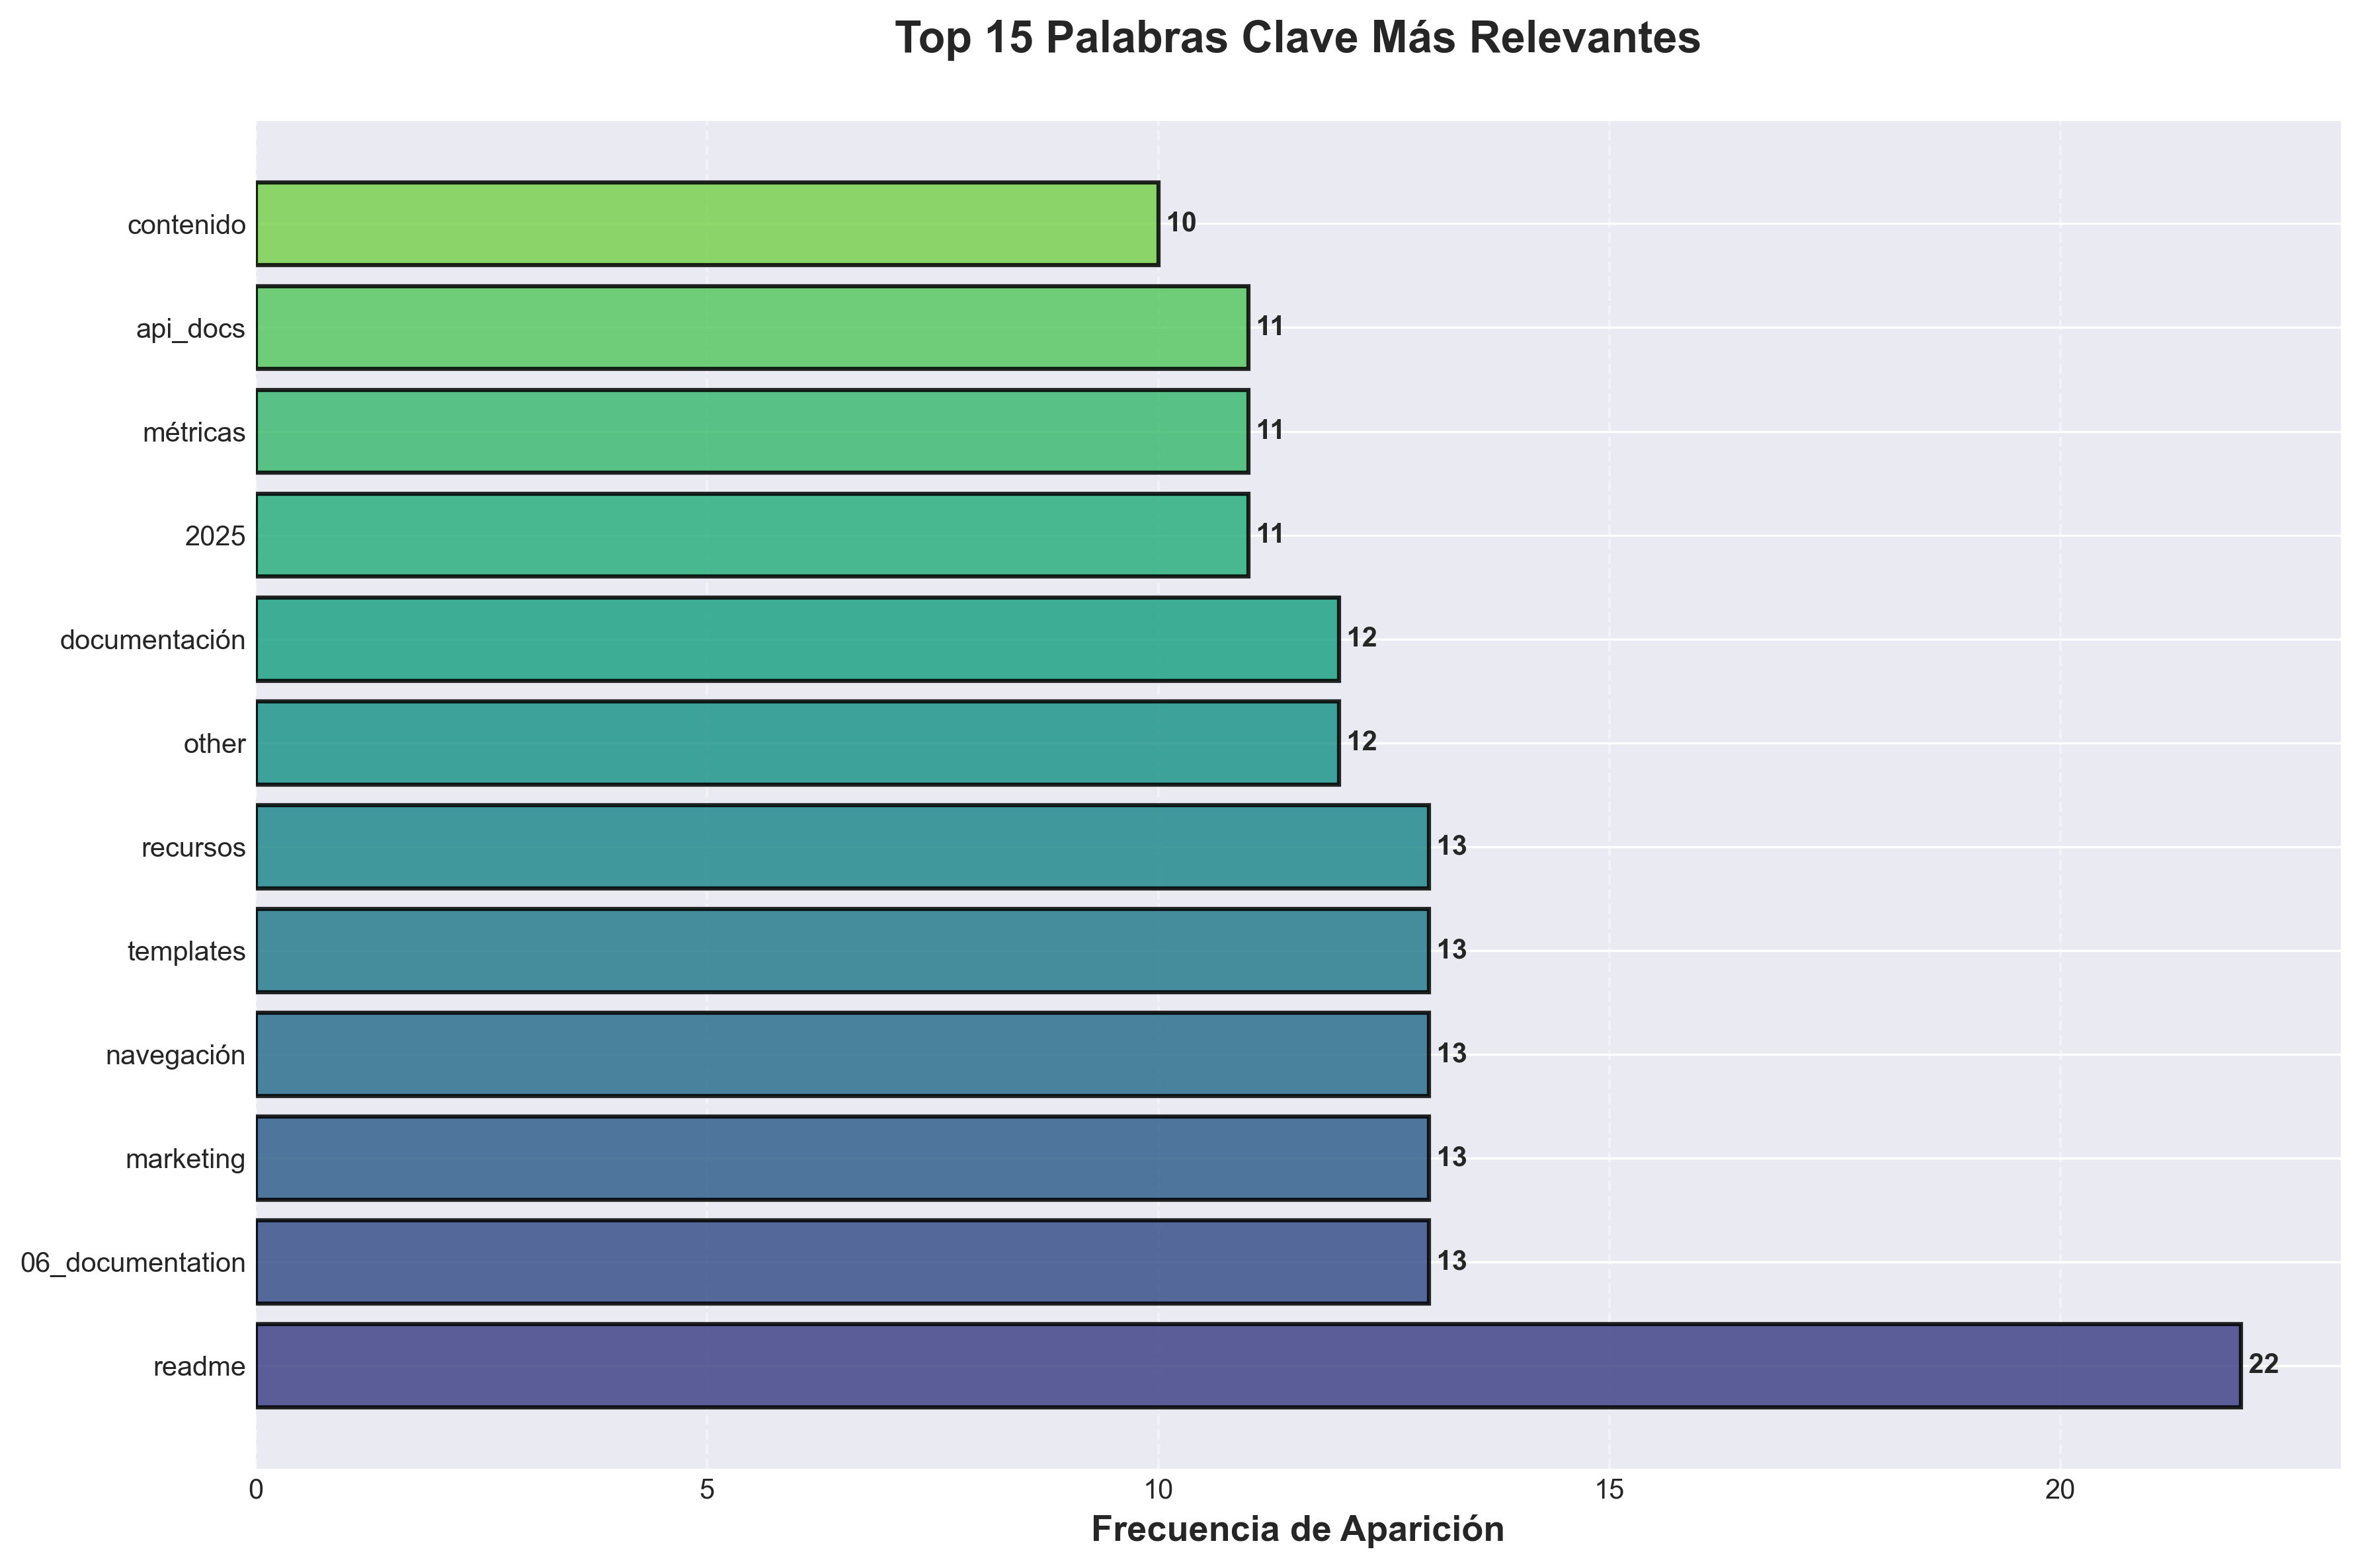 Top 15 Palabras Clave Más Relevantes
contenido 10
api_docs 11
métricas 11
2025 11
documentación 12
other 12
recursos 13
templates 13
navegación 13
marketing 13
06_documentation 13
readme 22
0 5 10 15 20
Frecuencia de Aparición